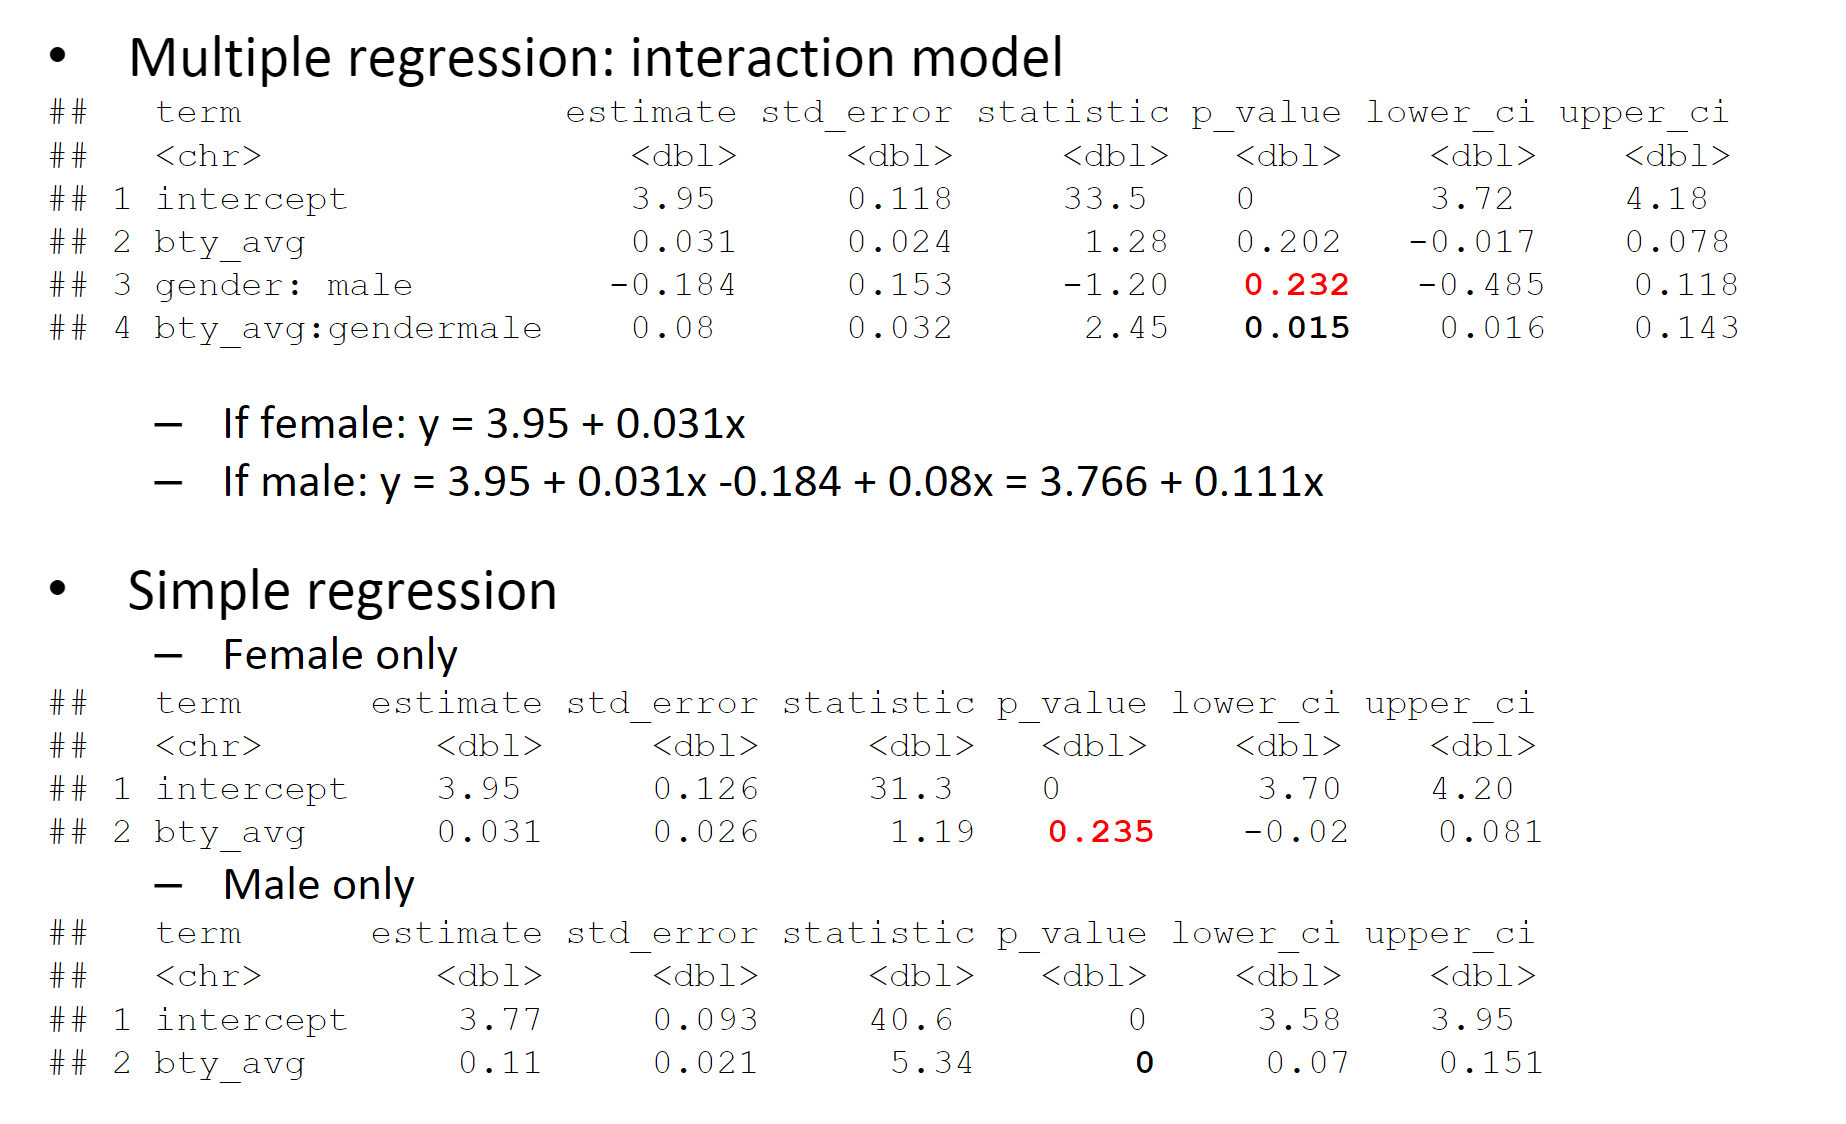 • Multiple regression: interaction model
## term estimate std_error statistic p_value lower_ci upper_ci
## <chr> <dbl> <dbl> <dbl> <dbl> <dbl> <dbl>
## 1 intercept 3.95 0.118 33.5 0 3.72 4.18
## 2 bty_avg 0.031 0.024 1.28 0.202 -0.017 0.078
## 3 gender: male -0.184 0.153 -1.20 0.232 -0.485 0.118
## 4 bty_avg:gendermale 0.08 0.032 2.45 0.015 0.016 0.143
– If female: y = 3.95 + 0.031x
– If male: y = 3.95 + 0.031x -0.184 + 0.08x = 3.766 + 0.111x
• Simple regression
– Female only
## term estimate std_error statistic p_value lower_ci upper_ci
## <chr> <dbl> <dbl> <dbl> <dbl> <dbl> <dbl>
## 1 intercept 3.95 0.126 31.3 0 3.70 4.20
## 2 bty_avg 0.031 0.026 1.19 0.235 -0.02 0.081
– Male only
## term estimate std_error statistic p_value lower_ci upper_ci
## <chr> <dbl> <dbl> <dbl> <dbl> <dbl> <dbl>
## 1 intercept 3.77 0.093 40.6 0 3.58 3.95
## 2 bty_avg 0.11 0.021 5.34 0 0.07 0.151